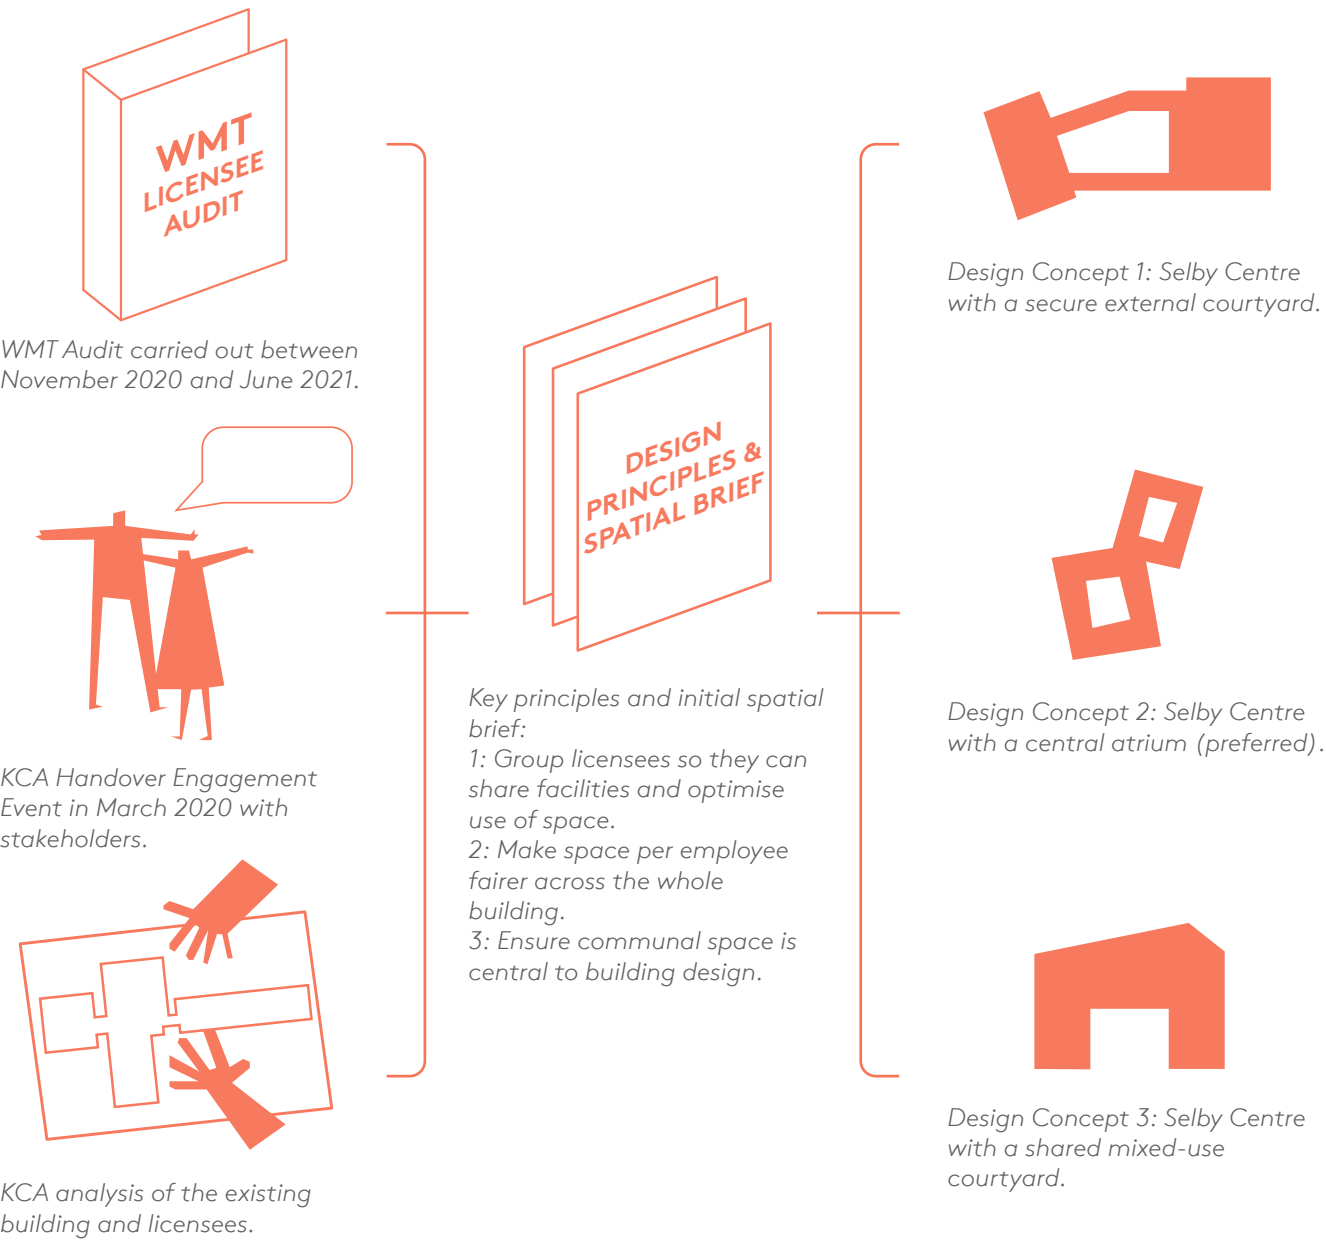 WMT
LICENSEE
AUDIT
WMT Audit carried out between
November 2020 and June 2021.
KCA Handover Engagement
Event in March 2020 with
stakeholders.
KCA analysis of the existing
building and licensees.
DESIGN
PRINCIPLES &
SPATIAL BRIEF
Key principles and initial spatial
brief:
1: Group licensees so they can
share facilities and optimise
use of space.
2: Make space per employee
fairer across the whole
building.
3: Ensure communal space is
central to building design.
Design Concept 1: Selby Centre
with a secure external courtyard.
Design Concept 2: Selby Centre
with a central atrium (preferred).
Design Concept 3: Selby Centre
with a shared mixed-use
courtyard.